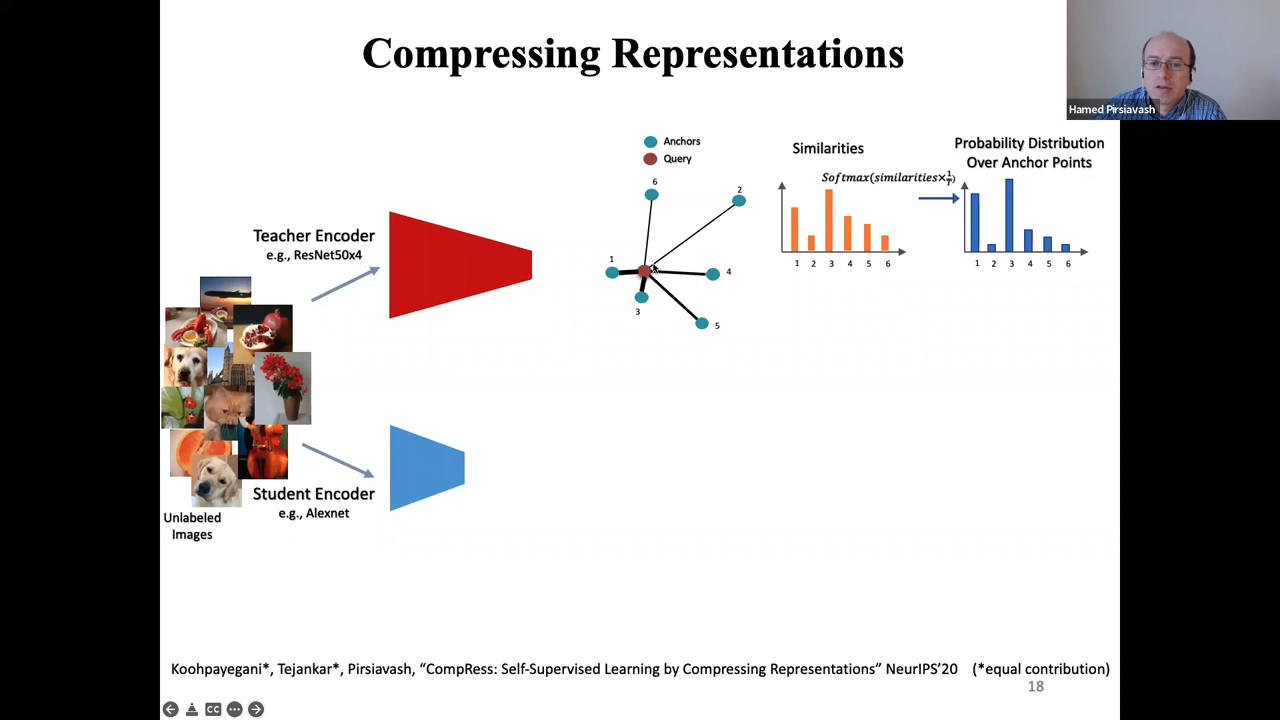 Compressing Representations
Hamed Pirsiavash
Anchors
Query
6
2
1
4
3
5
Similarities
Softmax(similarities×1/T)
1 2 3 4 5 6
Probability Distribution
Over Anchor Points
1 2 3 4 5 6
Teacher Encoder
e.g., ResNet50x4
Student Encoder
e.g., Alexnet
Unlabeled
Images
Koohpayegani*, Tejankar*, Pirsiavash, “CompRess: Self-Supervised Learning by Compressing Representations” NeurIPS’20 (*equal contribution)
18
CC